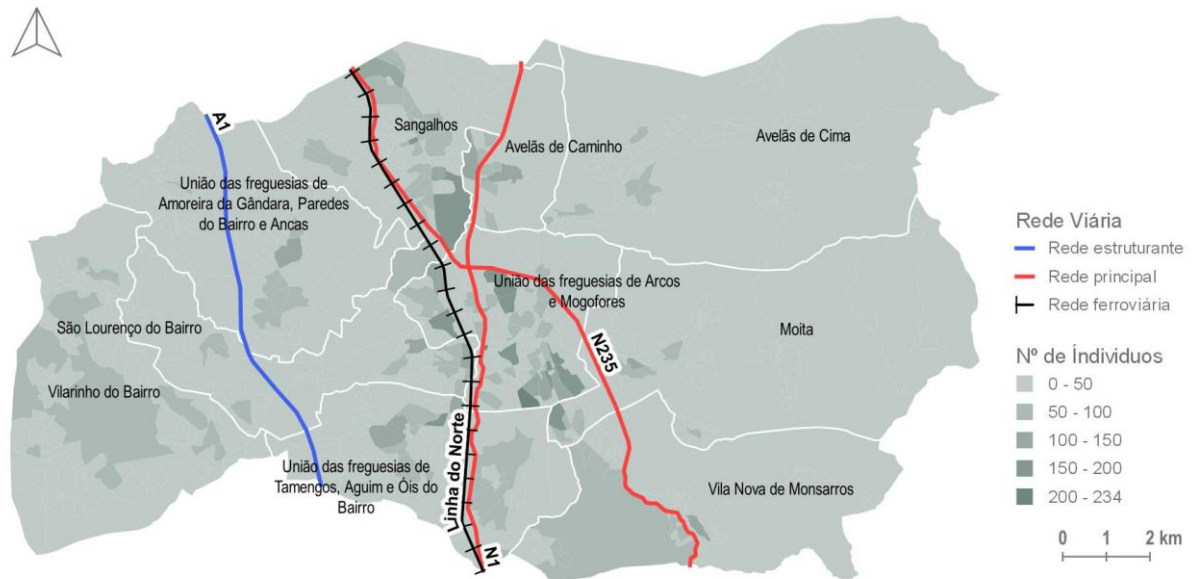 A1
Sangalhos
Avelãs de Caminho
Avelãs de Cima
União das freguesias de
Amoreira da Gândara, Paredes
do Bairro e Ancas
União das freguesias de Arcos
e Mogofores
São Lourenço do Bairro
Moita
N235
Vilarinho do Bairro
Linha do Norte
União das freguesias de
Tamengos, Aguim e Óis do
Bairro
Vila Nova de Monsarros
N1
Rede Viária
Rede estruturante
Rede principal
Rede ferroviária
Nº de Índividuos
0 - 50
50 - 100
100 - 150
150 - 200
200 - 234
0 1 2 km